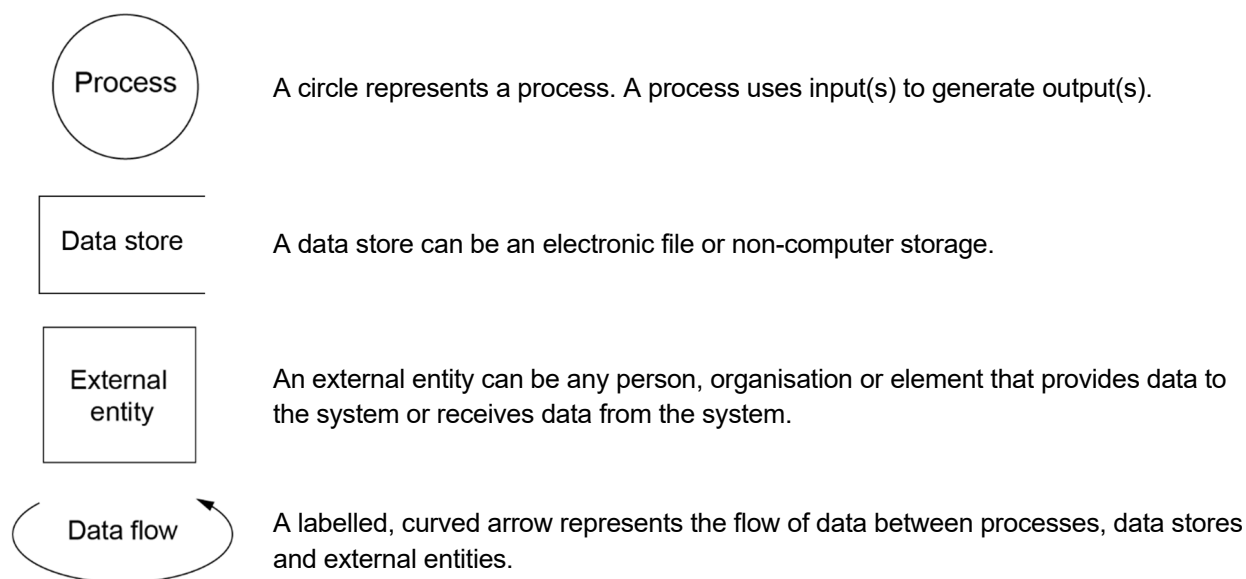 Process
A circle represents a process. A process uses input(s) to generate output(s).
Data store
A data store can be an electronic file or non-computer storage.
External
entity
An external entity can be any person, organisation or element that provides data to
the system or receives data from the system.
Data flow
A labelled, curved arrow represents the flow of data between processes, data stores
and external entities.